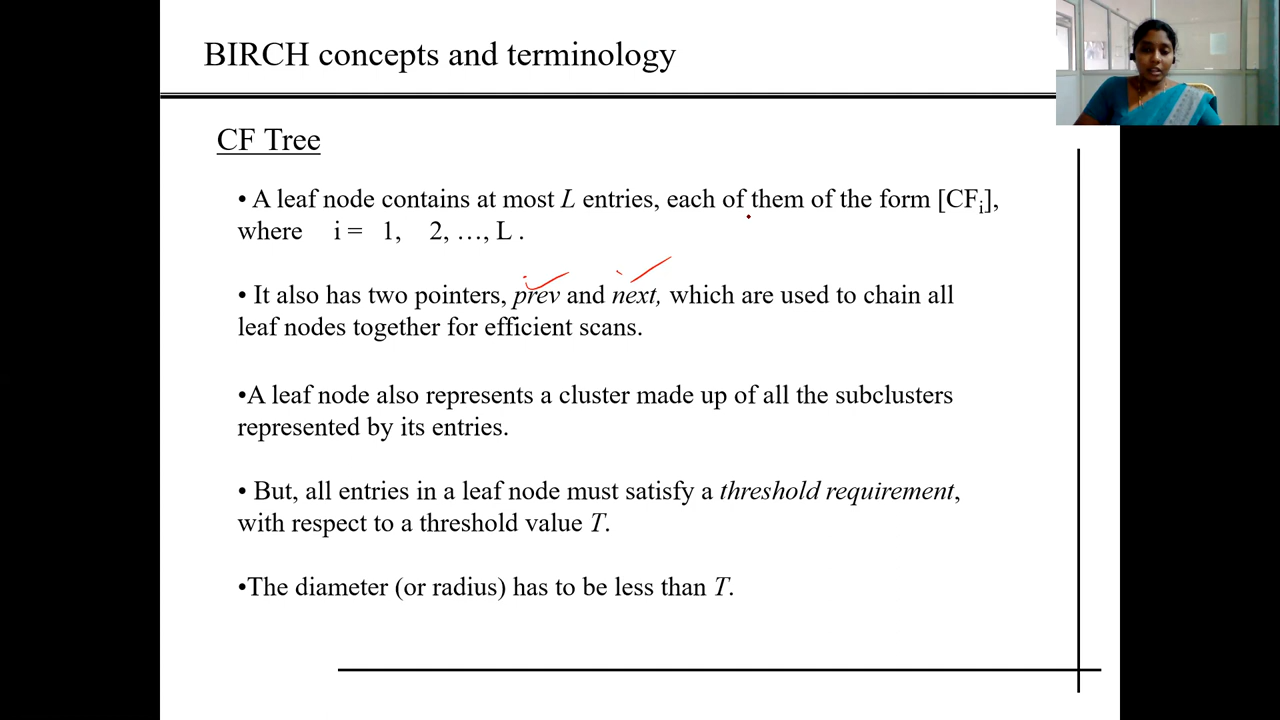 BIRCH concepts and terminology
CF Tree
• A leaf node contains at most L entries, each of them of the form [CFi],
where i = 1, 2, …, L .
• It also has two pointers, prev and next, which are used to chain all
leaf nodes together for efficient scans.
•A leaf node also represents a cluster made up of all the subclusters
represented by its entries.
• But, all entries in a leaf node must satisfy a threshold requirement,
with respect to a threshold value T.
•The diameter (or radius) has to be less than T.